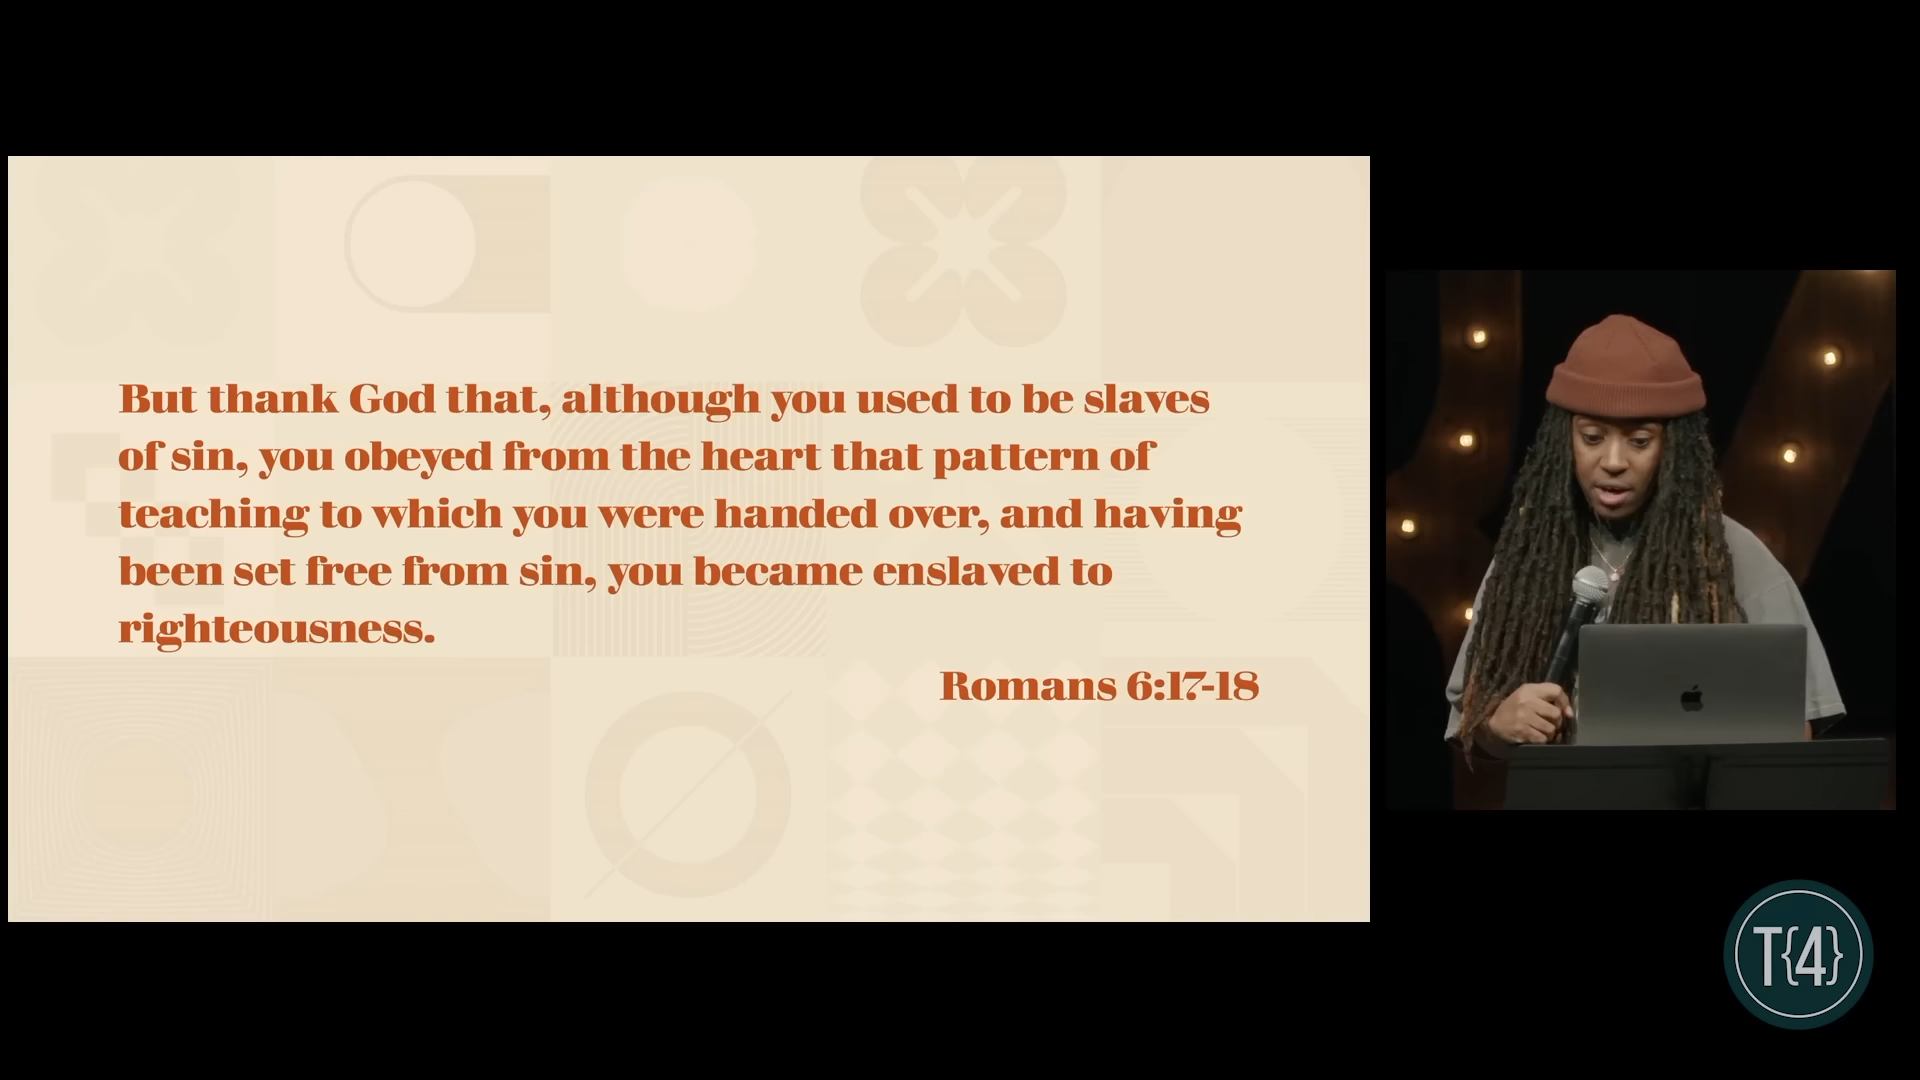 But thank God that, although you used to be slaves
of sin, you obeyed from the heart that pattern of
teaching to which you were handed over, and having
been set free from sin, you became enslaved to
righteousness.
Romans 6:17-18
T{4}